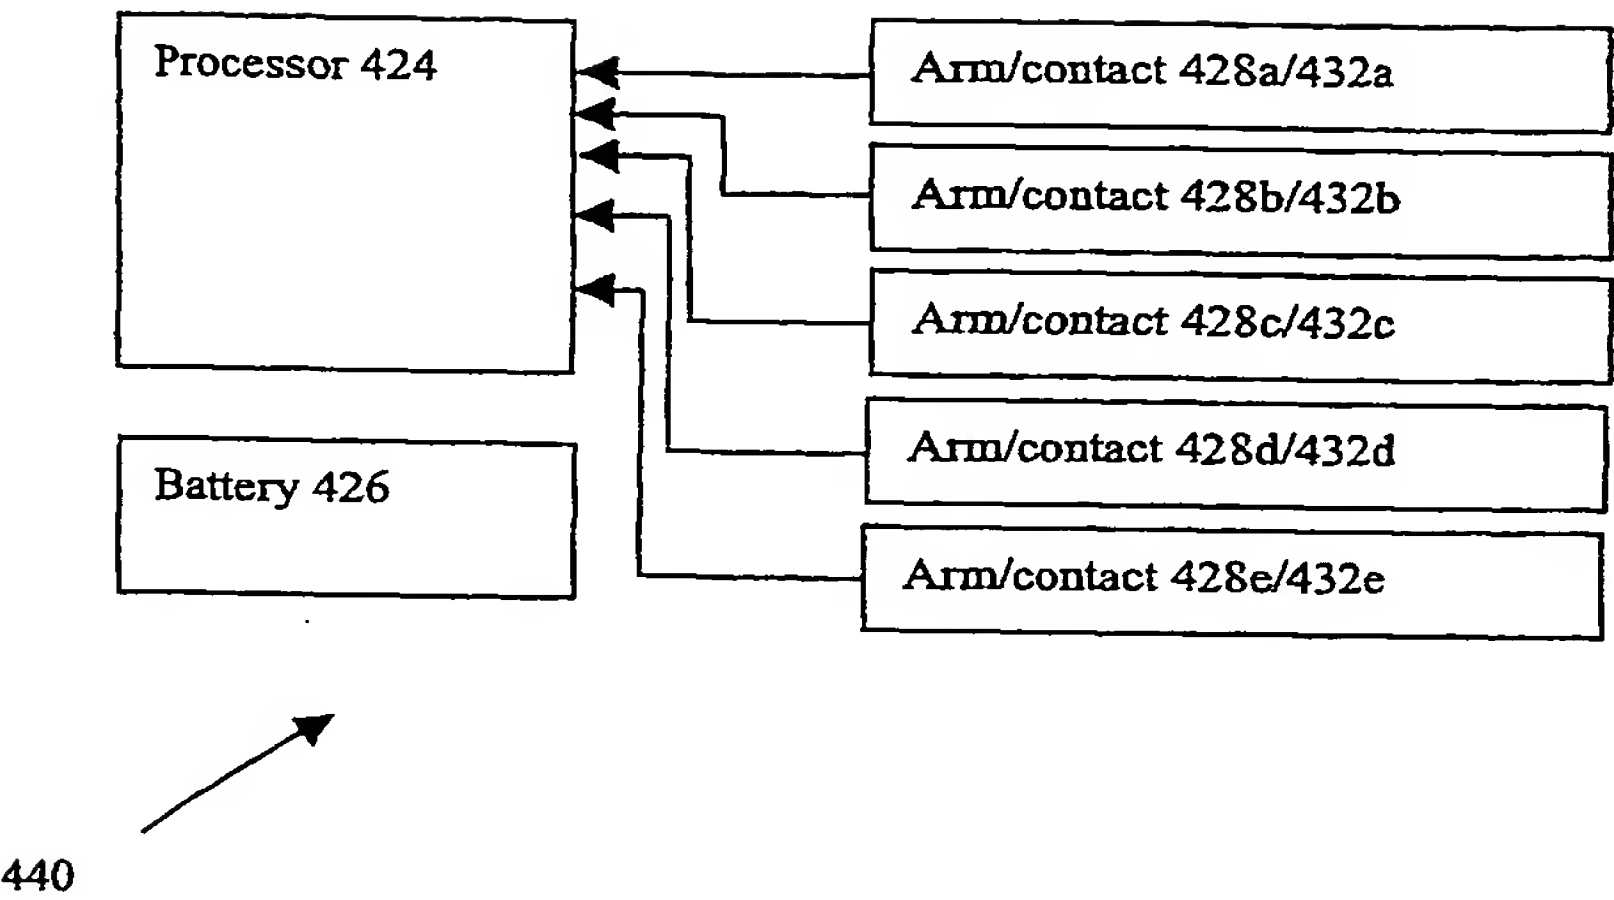 Processor 424
Arm/contact 428a/432a
Arm/contact 428b/432b
Arm/contact 428c/432c
Arm/contact 428d/432d
Battery 426
Arm/contact 428e/432e
440